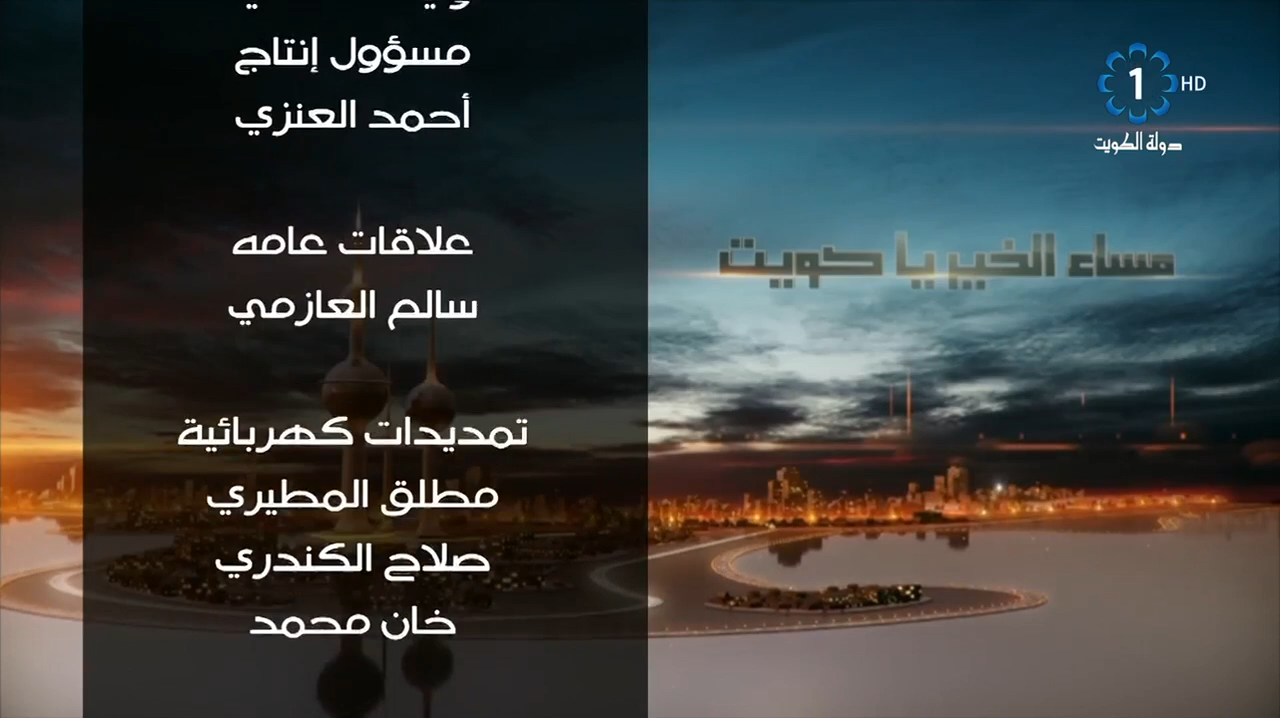 مسؤول إنتاج
أحمد العنزي
علاقات عامه
سالم العازمي
تمديدات كهربائية
مطلق المطيري
صلاح الكندري
خان محمد
1 HD
دولة الكويت
مساء الخير يا كويت